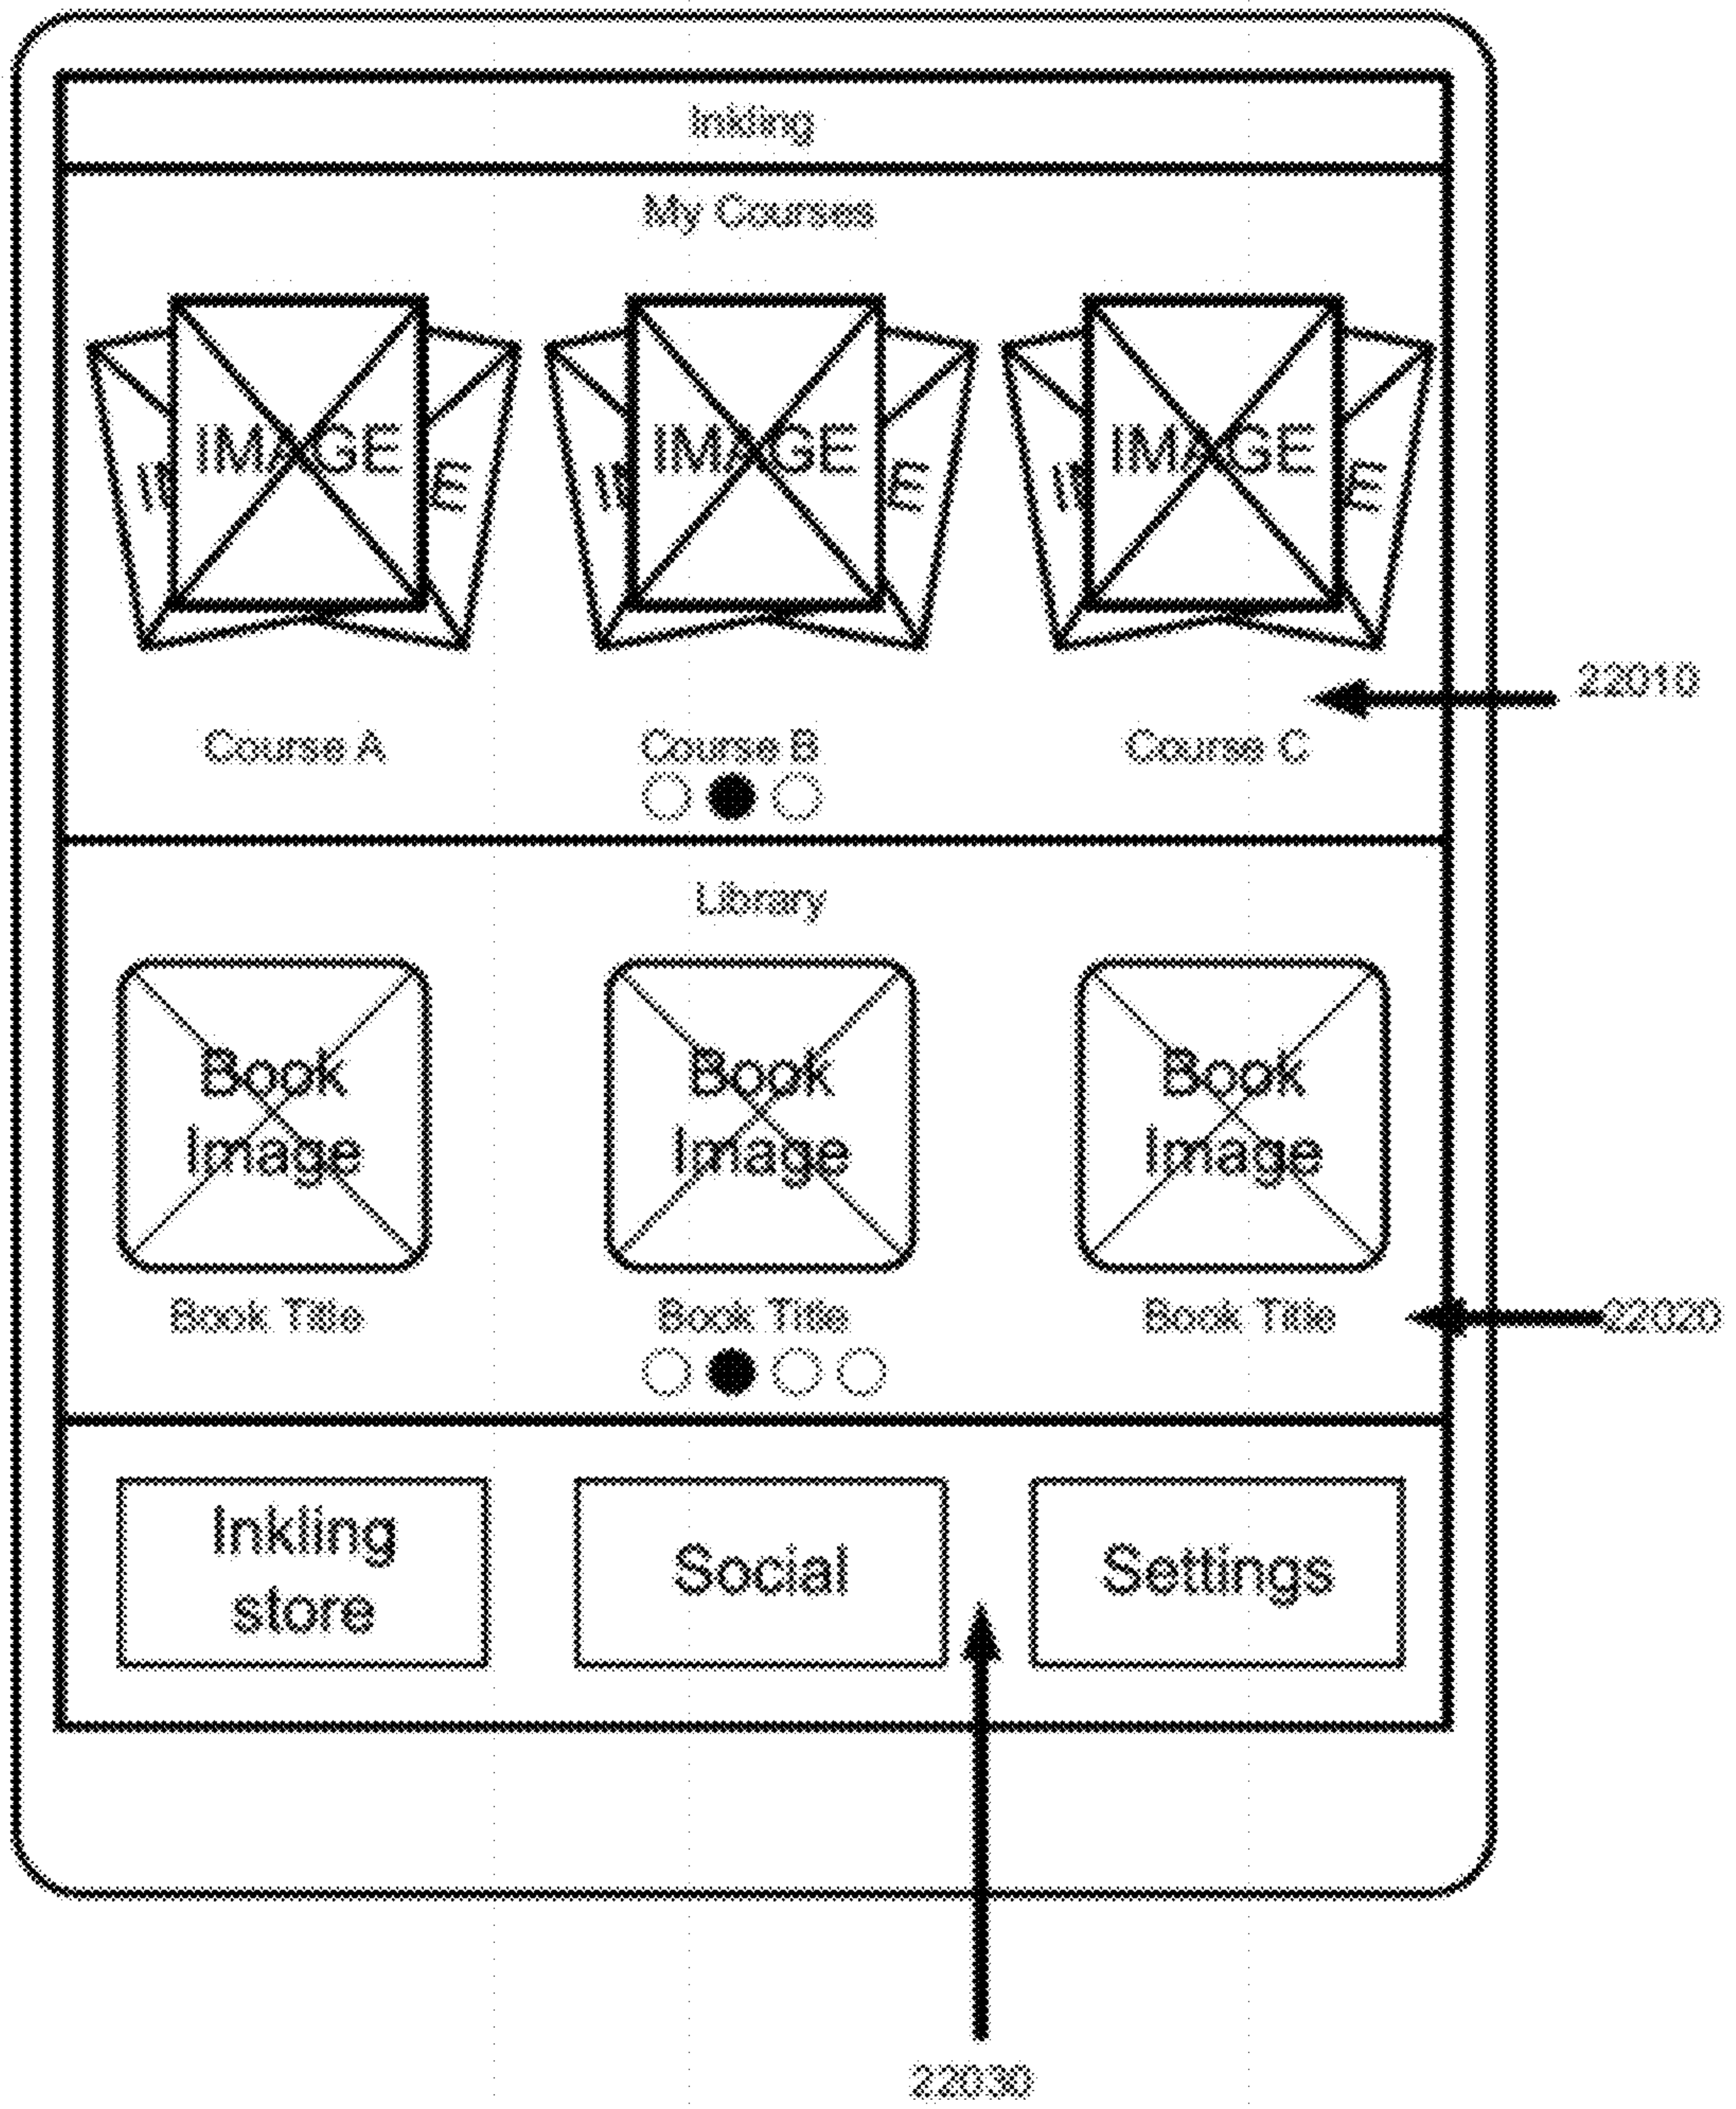 Inkling
My Courses
IMAGE IMAGE IMAGE
22010
Course A Course B Course C
Library
Book Image Book Image Book Image
Book Title Book Title Book Title
22020
Inkling store Social Settings
22030